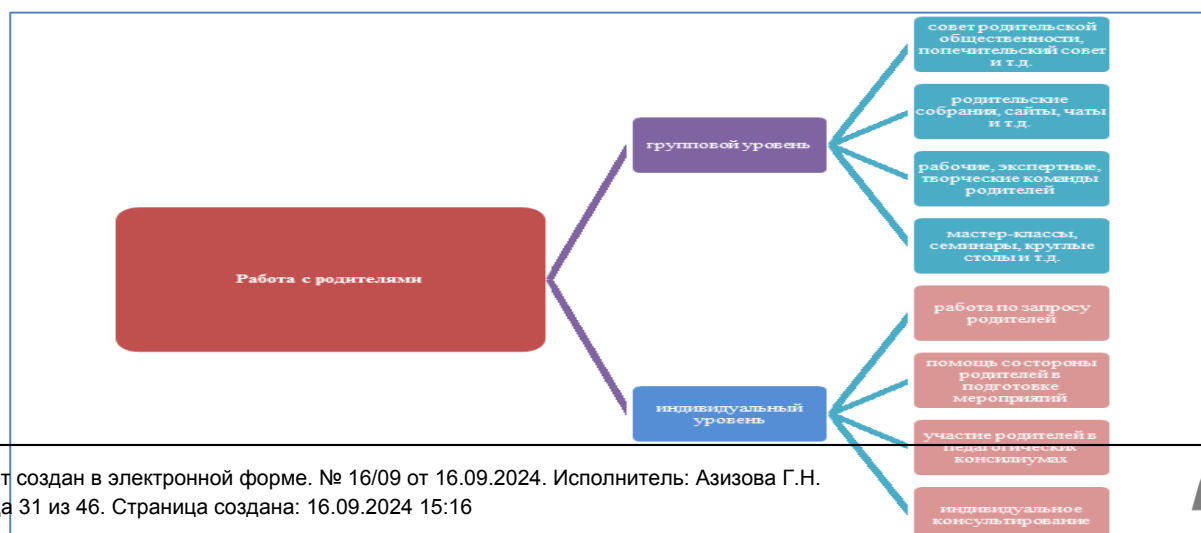 Работа с родителями
групповой уровень
совет родительской
общественности,
попечительский совет
и т.д.
родительские
собрания, сайты, чаты
и т.д.
рабочие, экспертные,
творческие команды
родителей
мастер-классы,
семинары, круглые
столы и т.д.
индивидуальный
уровень
работа по запросу
родителей
помощь со стороны
родителей в
подготовке
мероприятий
участие родителей в
педагогических
консилиумах
индивидуальное
консультирование
т создан в электронной форме. № 16/09 от 16.09.2024. Исполнитель: Азизова Г.Н.
а 31 из 46. Страница создана: 16.09.2024 15:16